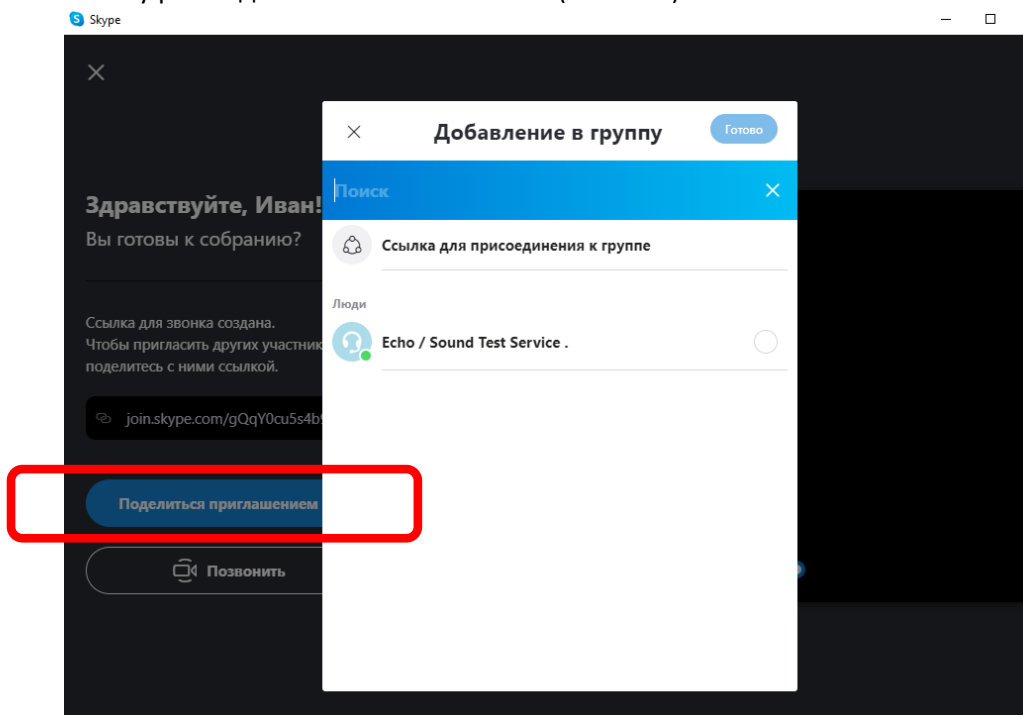 Skype
Добавление в группу
Готово
Поиск
Здравствуйте, Иван!
Вы готовы к собранию?
Ссылка для присоединения к группе
Люди
Echo / Sound Test Service .
Ссылка для звонка создана.
Чтобы пригласить других участник
поделитесь с ними ссылкой.
join.skype.com/gQqY0cu5s4b
Поделиться приглашением
Позвонить